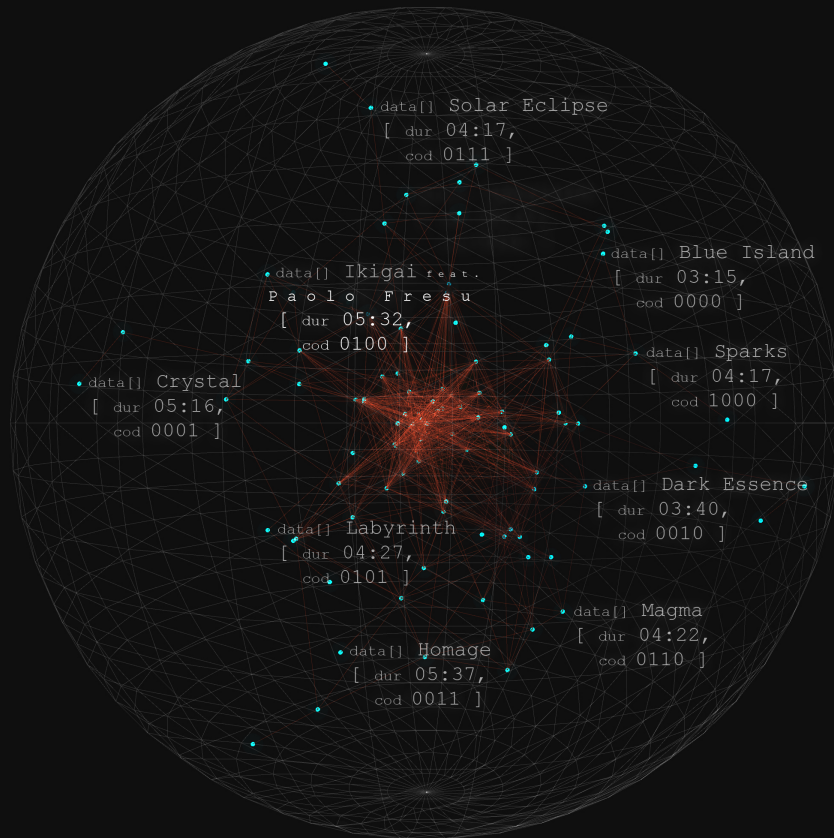 data[] Solar Eclipse
[ dur 04:17,
cod 0111 ]
data[] Blue Island
[ dur 03:15,
cod 0000 ]
data[] Ikigai feat.
Paolo Fresu
[ dur 05:32,
cod 0100 ]
data[] Sparks
[ dur 04:17,
cod 1000 ]
data[] Crystal
[ dur 05:16,
cod 0001 ]
data[] Dark Essence
[ dur 03:40,
cod 0010 ]
data[] Labyrinth
[ dur 04:27,
cod 0101 ]
data[] Magma
[ dur 04:22,
cod 0110 ]
data[] Homage
[ dur 05:37,
cod 0011 ]